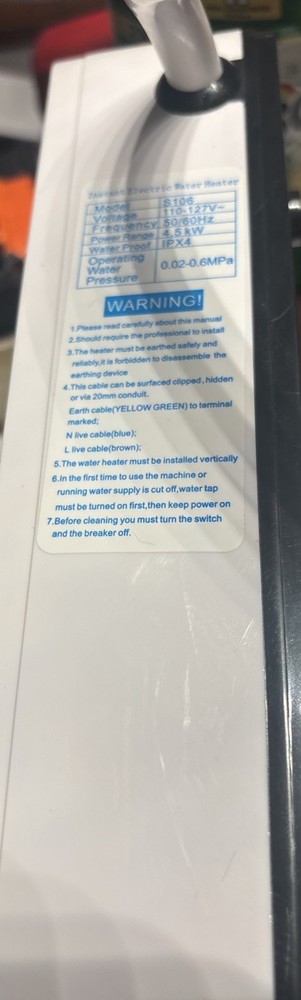 Instant Electric Water Heater
Model S106
Voltage 110-127V~
Frequency 50/60Hz
Power Range 4.5kW
Water Proof IPX4
Operating Water Pressure 0.02-0.6MPa
WARNING!
1.Please read carefully about this manual
2.Should require the professional to install
3.The heater must be earthed safely and
reliably,it is forbidden to disassemble the
earthing device
4.This cable can be surfaced clipped, hidden
or via 20mm conduit.
Earth cable(YELLOW GREEN) to terminal
marked;
N live cable(blue);
L live cable(brown);
5.The water heater must be installed vertically
6.In the first time to use the machine or
running water supply is cut off,water tap
must be turned on first,then keep power on
7.Before cleaning you must turn the switch
and the breaker off.